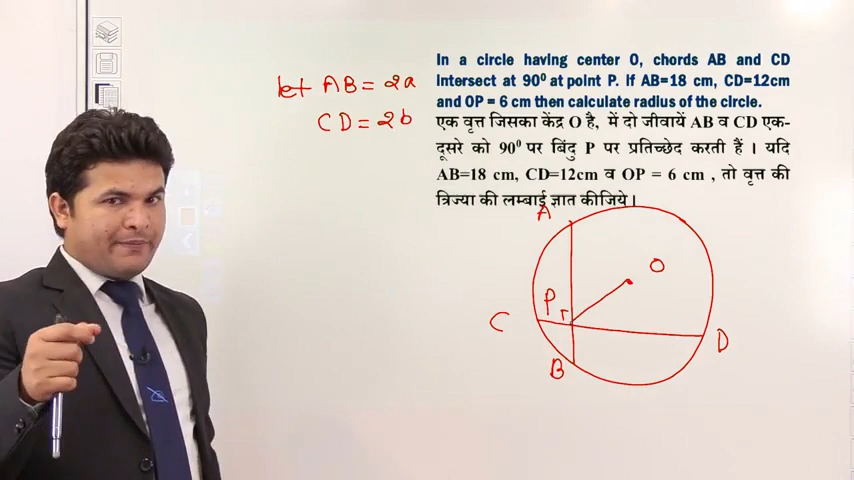 In a circle having center O, chords AB and CD
Intersect at 90⁰ at point P. If AB=18 cm, CD=12cm
and OP = 6 cm then calculate radius of the circle.
एक वृत्त जिसका केंद्र O है, में दो जीवायें AB व CD एक-
दूसरे को 90⁰ पर बिंदु P पर प्रतिच्छेद करती हैं । यदि
AB=18 cm, CD=12cm व OP = 6 cm , तो वृत्त की
त्रिज्या की लम्बाई ज्ञात कीजिये।
let AB = 2a
CD = 2b
A
O
P
C
D
B